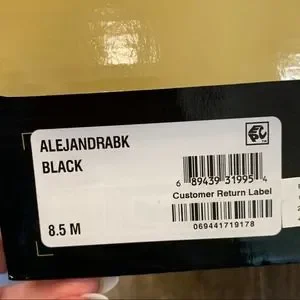 ALEJANDRABK
BLACK
6 89439 31995 4
Customer Return Label
069441719178
8.5 M